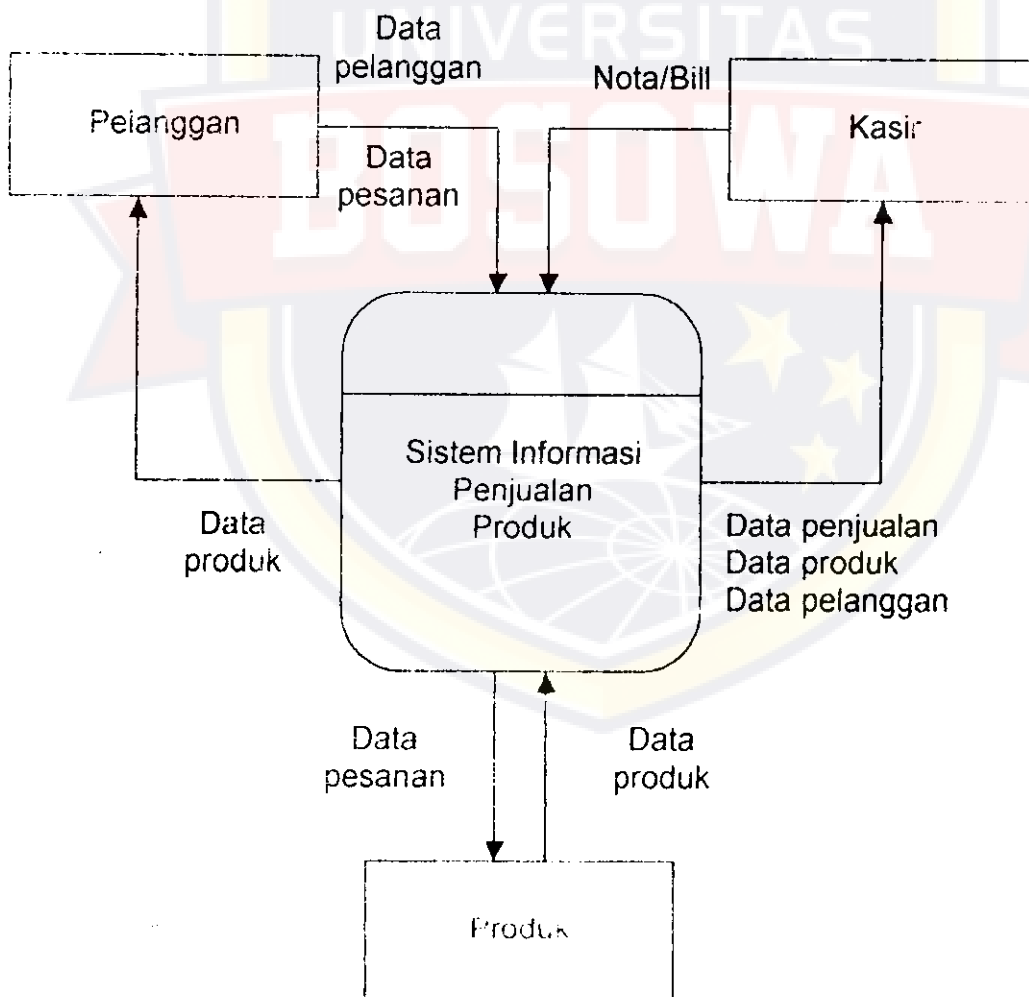 UNIVERSITAS
BOSOWA
Data
pelanggan
Nota/Bill
Pelanggan
Kasir
Data
pesanan
Sistem Informasi
Penjualan
Produk
Data
produk
Data penjualan
Data produk
Data pelanggan
Data
pesanan
Data
produk
Produk